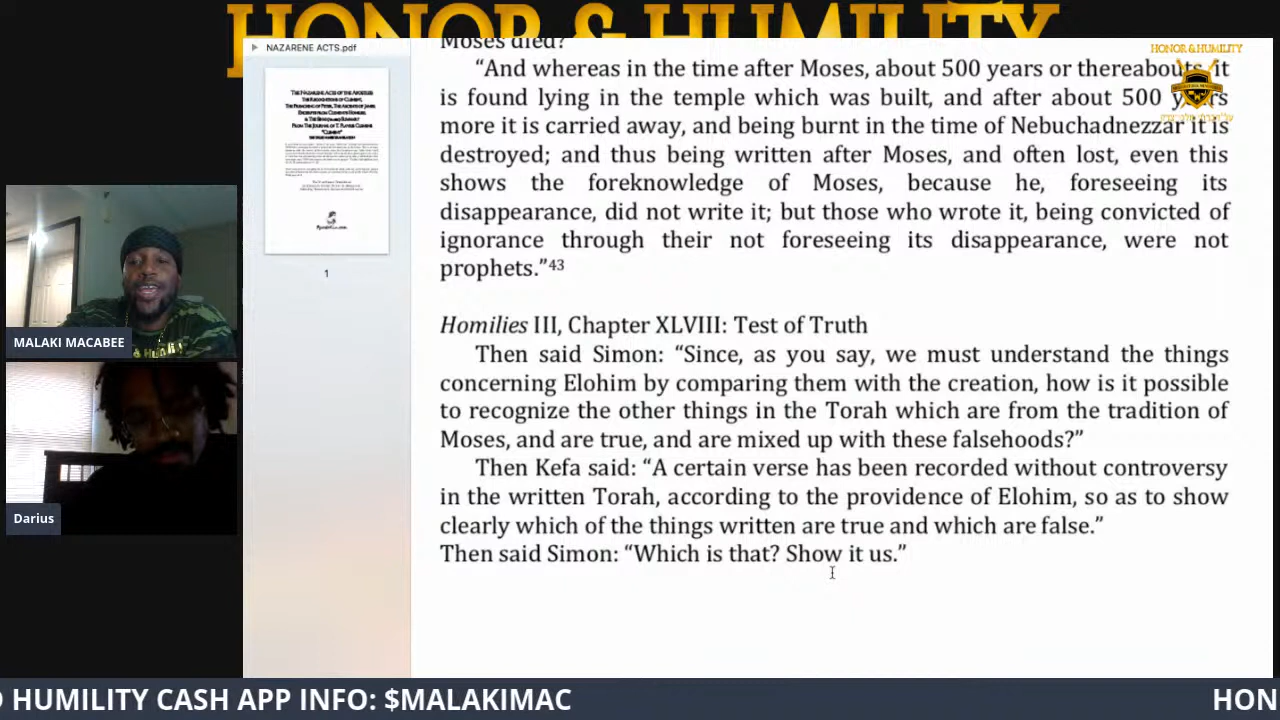 HONOR & HUMILITY
NAZARENE ACTS.pdf
THE NAZARENE ACTS OF THE APOSTLES
THE RECOGNITIONS OF CLEMENT,
1
Moses died?
“And whereas in the time after Moses, about 500 years or thereabouts it
is found lying in the temple which was built, and after about 500 years
more it is carried away, and being burnt in the time of Nebuchadnezzar it is
destroyed; and thus being written after Moses, and often lost, even this
shows the foreknowledge of Moses, because he, foreseeing its
disappearance, did not write it; but those who wrote it, being convicted of
ignorance through their not foreseeing its disappearance, were not
prophets.”43
Homilies III, Chapter XLVIII: Test of Truth
Then said Simon: “Since, as you say, we must understand the things
concerning Elohim by comparing them with the creation, how is it possible
to recognize the other things in the Torah which are from the tradition of
Moses, and are true, and are mixed up with these falsehoods?”
Then Kefa said: “A certain verse has been recorded without controversy
in the written Torah, according to the providence of Elohim, so as to show
clearly which of the things written are true and which are false.”
Then said Simon: “Which is that? Show it us.”
HONOR & HUMILITY
MALAKI MACABEE
Darius
HUMILITY CASH APP INFO: $MALAKIMAC
HON